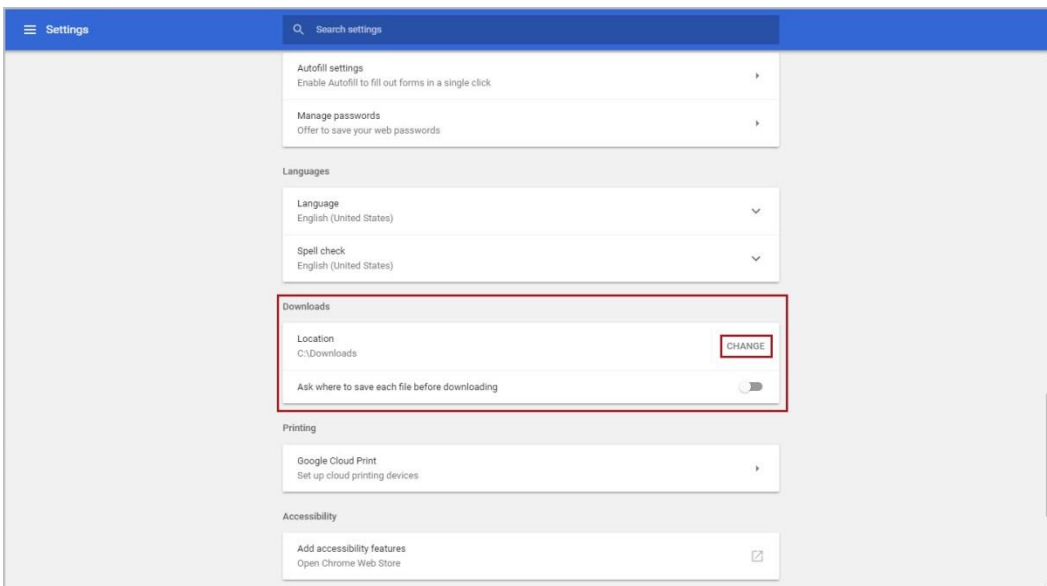 Settings
Search settings
Autofill settings
Enable Autofill to fill out forms in a single click
Manage passwords
Offer to save your web passwords
Languages
Language
English (United States)
Spell check
English (United States)
Downloads
Location
C:\Downloads
CHANGE
Ask where to save each file before downloading
Printing
Google Cloud Print
Set up cloud printing devices
Accessibility
Add accessibility features
Open Chrome Web Store